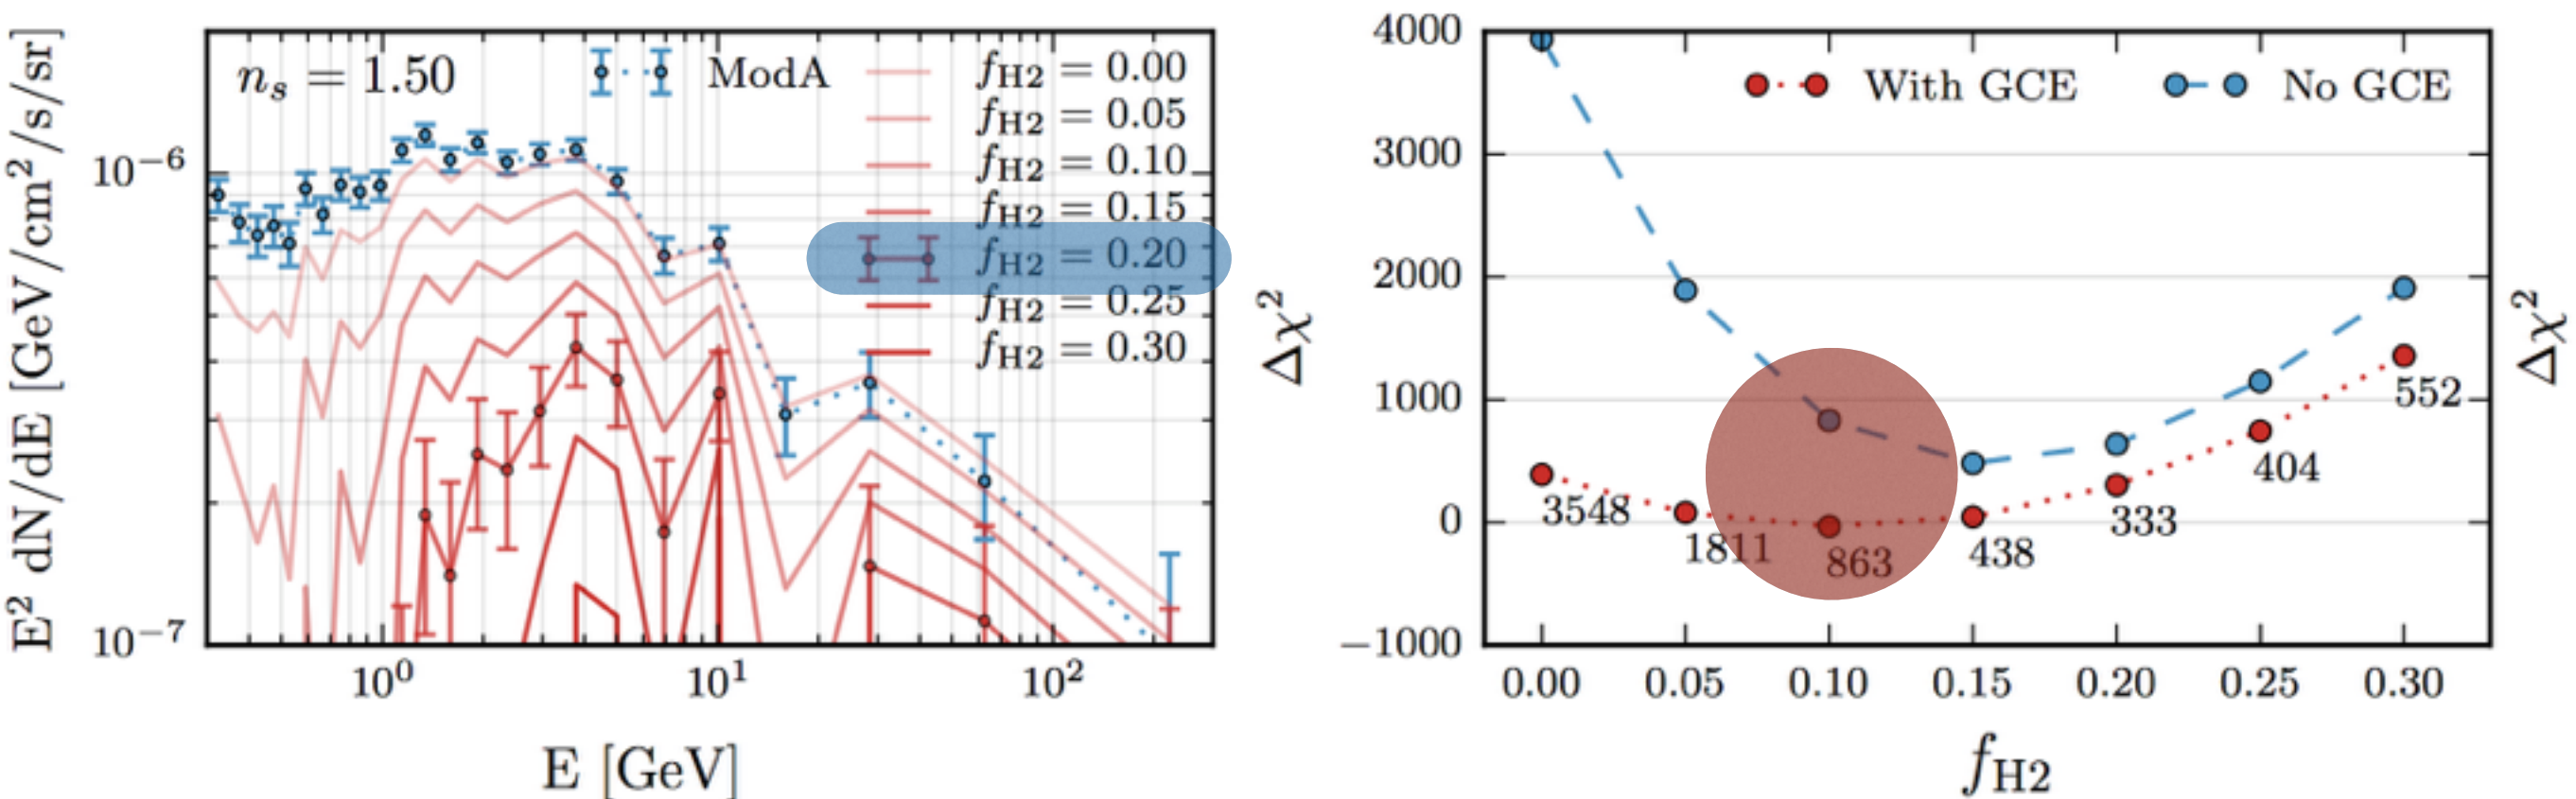 E² dN/dE [GeV/cm²/s/sr]
10⁻⁶
10⁻⁷
n_s = 1.50
ModA
f_H2 = 0.00
f_H2 = 0.05
f_H2 = 0.10
f_H2 = 0.15
f_H2 = 0.20
f_H2 = 0.25
f_H2 = 0.30
10⁰ 10¹ 10²
E [GeV]
Δχ²
4000
3000
2000
1000
0
−1000
With GCE No GCE
3548
1811
863
438
333
404
552
0.00 0.05 0.10 0.15 0.20 0.25 0.30
f_H2
Δχ²